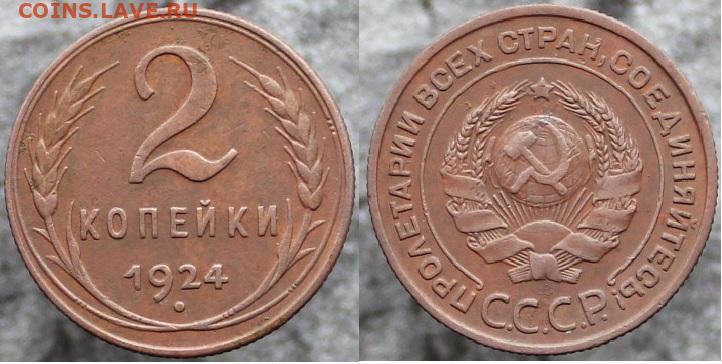 COINS.LAVE.RU
2
КОПЕЙКИ
1924
ПРОЛЕТАРИИ ВСЕХ СТРАН, СОЕДИНЯЙТЕСЬ!
С.С.С.Р.